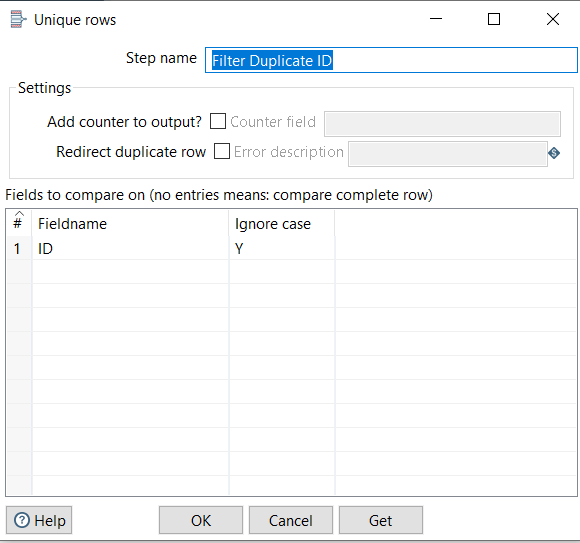 Unique rows
Step name Filter Duplicate ID
Settings
Add counter to output? Counter field
Redirect duplicate row Error description
Fields to compare on (no entries means: compare complete row)
# Fieldname Ignore case
1 ID Y
Help OK Cancel Get